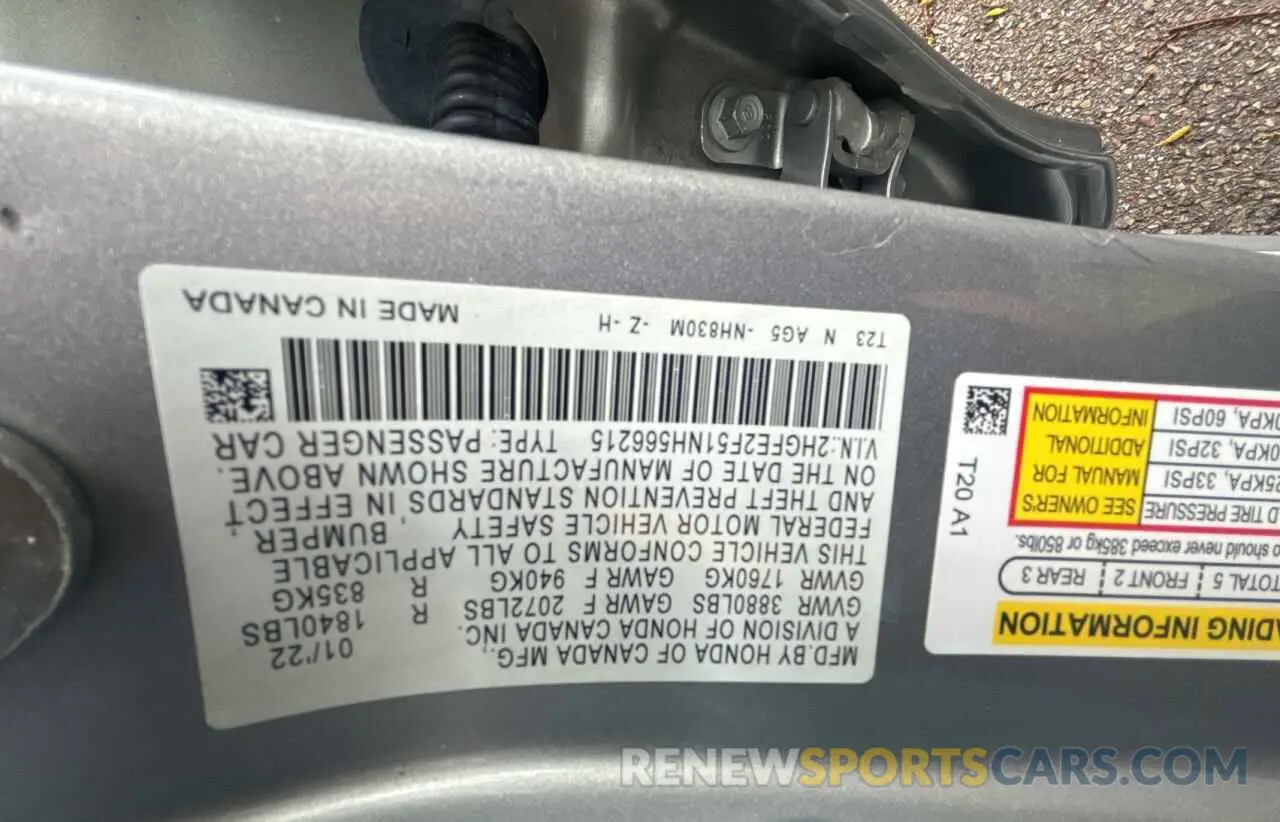 MFD.BY HONDA OF CANADA MFG., 01/'22
A DIVISION OF HONDA CANADA INC.
GVWR 3880LBS GAWR F 2072LBS R 1840LBS
GVWR 1760KG GAWR F 940KG R 835KG
THIS VEHICLE CONFORMS TO ALL APPLICABLE
FEDERAL MOTOR VEHICLE SAFETY, BUMPER,
AND THEFT PREVENTION STANDARDS IN EFFECT
ON THE DATE OF MANUFACTURE SHOWN ABOVE.
V.I.N.:2HGFE2F51NH566215 TYPE: PASSENGER CAR
T23 N AG5 -NH830M -Z -H MADE IN CANADA
ADING INFORMATION
TOTAL 5 FRONT 2 REAR 3
o should never exceed 385kg or 850lbs.
D TIRE PRESSURE
25KPA, 33PSI
0KPA, 32PSI
0KPA, 60PSI
SEE OWNER'S
MANUAL FOR
ADDITIONAL
INFORMATION
T20 A1
RENEWSPORTSCARS.COM